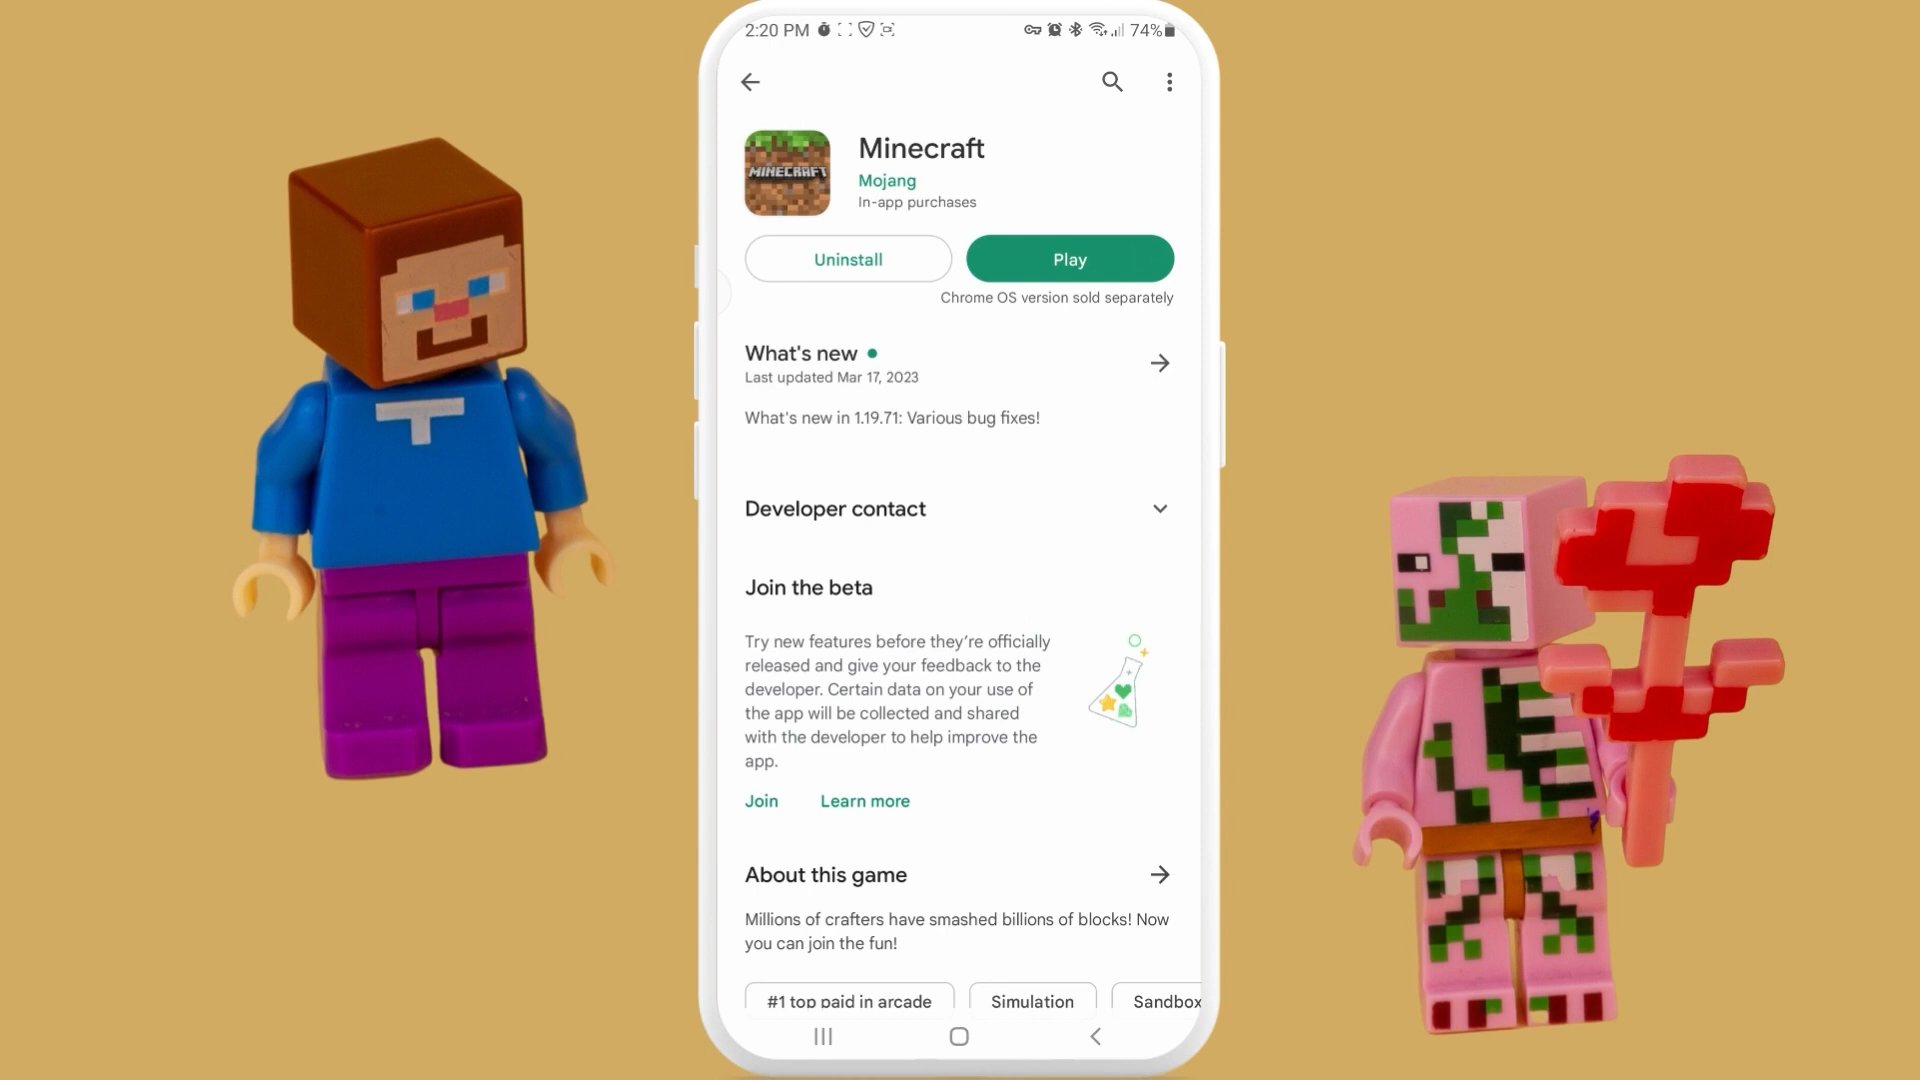 2:20 PM
74%
Minecraft
MINECRAFT
Mojang
In-app purchases
Uninstall
Play
Chrome OS version sold separately
What's new
Last updated Mar 17, 2023
What's new in 1.19.71: Various bug fixes!
Developer contact
Join the beta
Try new features before they’re officially
released and give your feedback to the
developer. Certain data on your use of
the app will be collected and shared
with the developer to help improve the
app.
Join
Learn more
About this game
Millions of crafters have smashed billions of blocks! Now
you can join the fun!
#1 top paid in arcade
Simulation
Sandbox